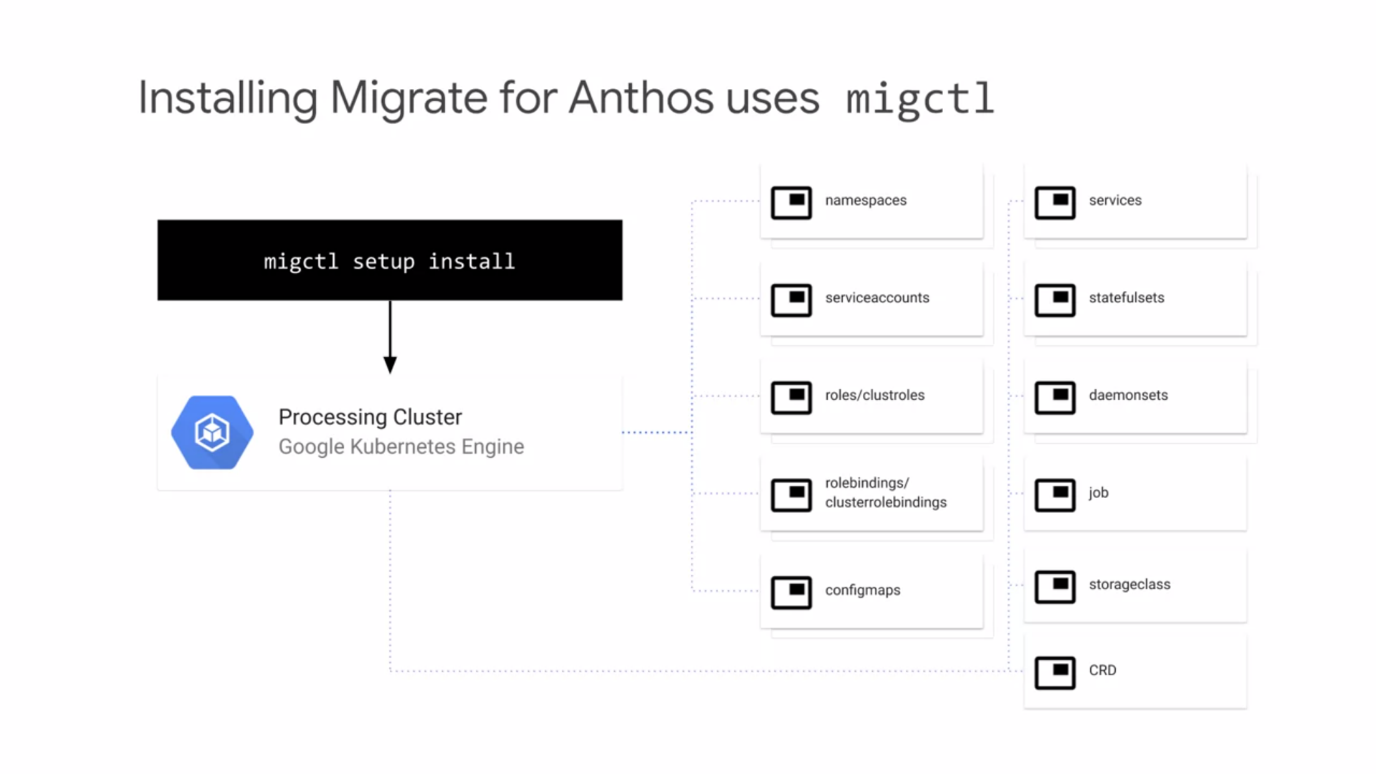 Installing Migrate for Anthos uses migctl
migctl setup install
Processing Cluster
Google Kubernetes Engine
namespaces
serviceaccounts
roles/clustroles
rolebindings/
clusterrolebindings
configmaps
services
statefulsets
daemonsets
job
storageclass
CRD